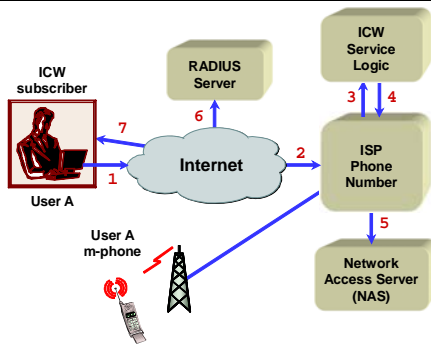 ICW
Service
Logic
RADIUS
Server
ICW
subscriber
3
4
6
7
Internet
2
ISP
Phone
Number
1
User A
5
User A
m-phone
Network
Access Server
(NAS)